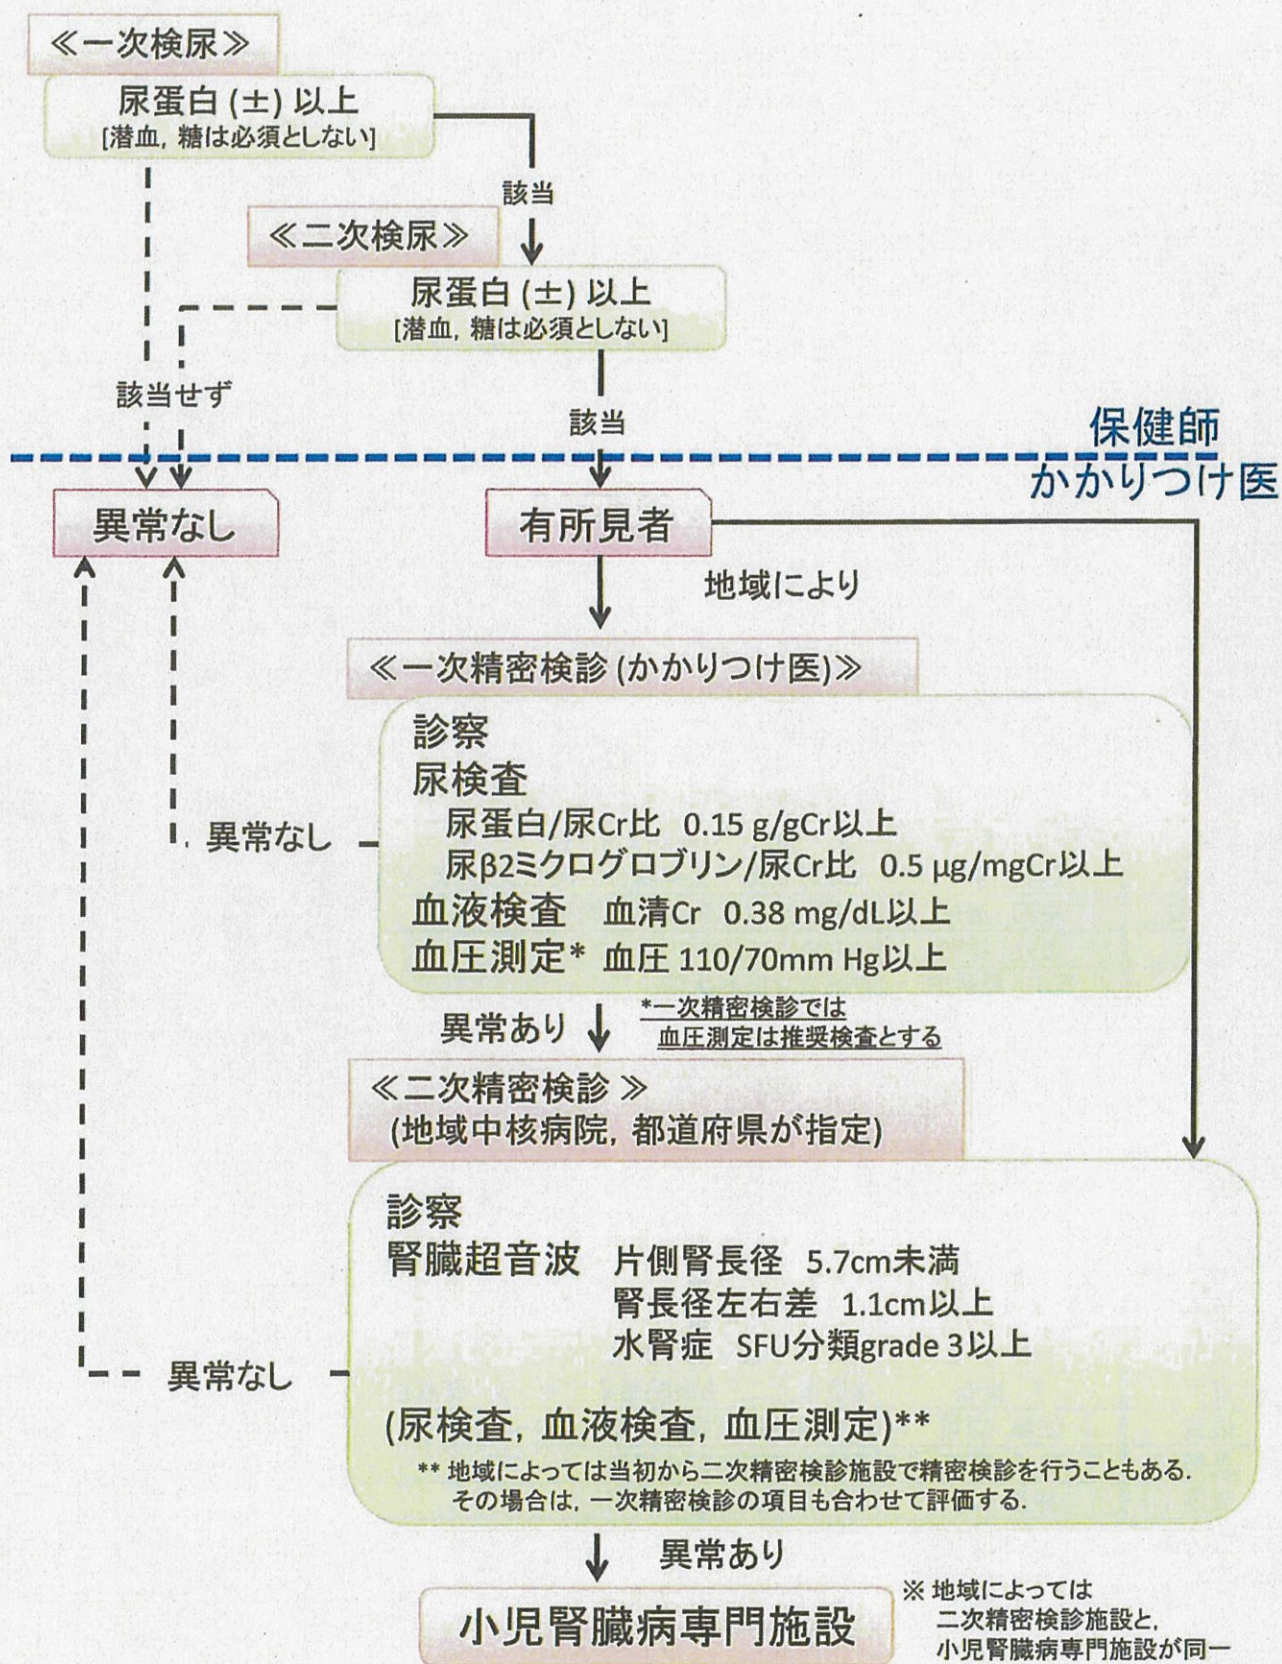 ≪一次検尿≫
尿蛋白 (±) 以上
[潜血, 糖は必須としない]
該当
≪二次検尿≫
尿蛋白 (±) 以上
[潜血, 糖は必須としない]
該当せず
該当
保健師
かかりつけ医
異常なし
有所見者
地域により
≪一次精密検診 (かかりつけ医)≫
診察
尿検査
尿蛋白/尿Cr比 0.15 g/gCr以上
尿β2ミクログロブリン/尿Cr比 0.5 μg/mgCr以上
血液検査 血清Cr 0.38 mg/dL以上
血圧測定* 血圧 110/70mm Hg以上
異常なし
異常あり
*一次精密検診では
血圧測定は推奨検査とする
≪二次精密検診 ≫
(地域中核病院, 都道府県が指定)
診察
腎臓超音波 片側腎長径 5.7cm未満
腎長径左右差 1.1cm以上
水腎症 SFU分類grade 3以上
異常なし
(尿検査, 血液検査, 血圧測定)**
** 地域によっては当初から二次精密検診施設で精密検診を行うこともある.
その場合は, 一次精密検診の項目も合わせて評価する.
異常あり
小児腎臓病専門施設
※ 地域によっては
二次精密検診施設と,
小児腎臓病専門施設が同一